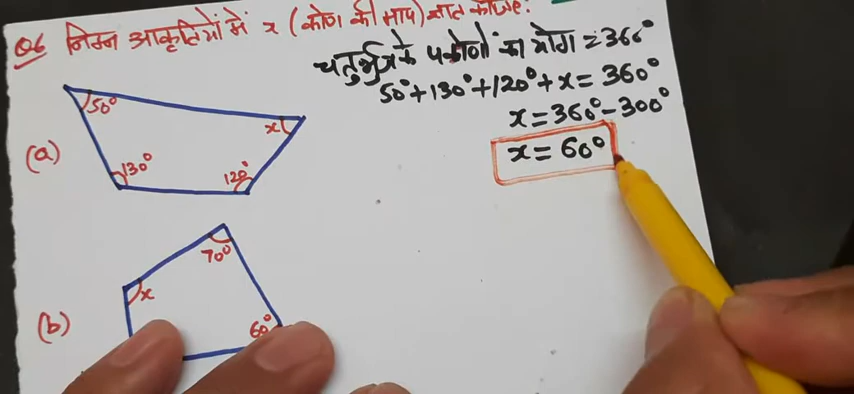 Q6 निम्न आकृतियों में x (कोण की माप) ज्ञात कीजिए:
चतुर्भुज के 4 कोणों का योग = 360°
50°+130°+120°+x=360°
x=360°-300°
x=60°
(a)
50°
x
130°
120°
(b)
70°
x
60°